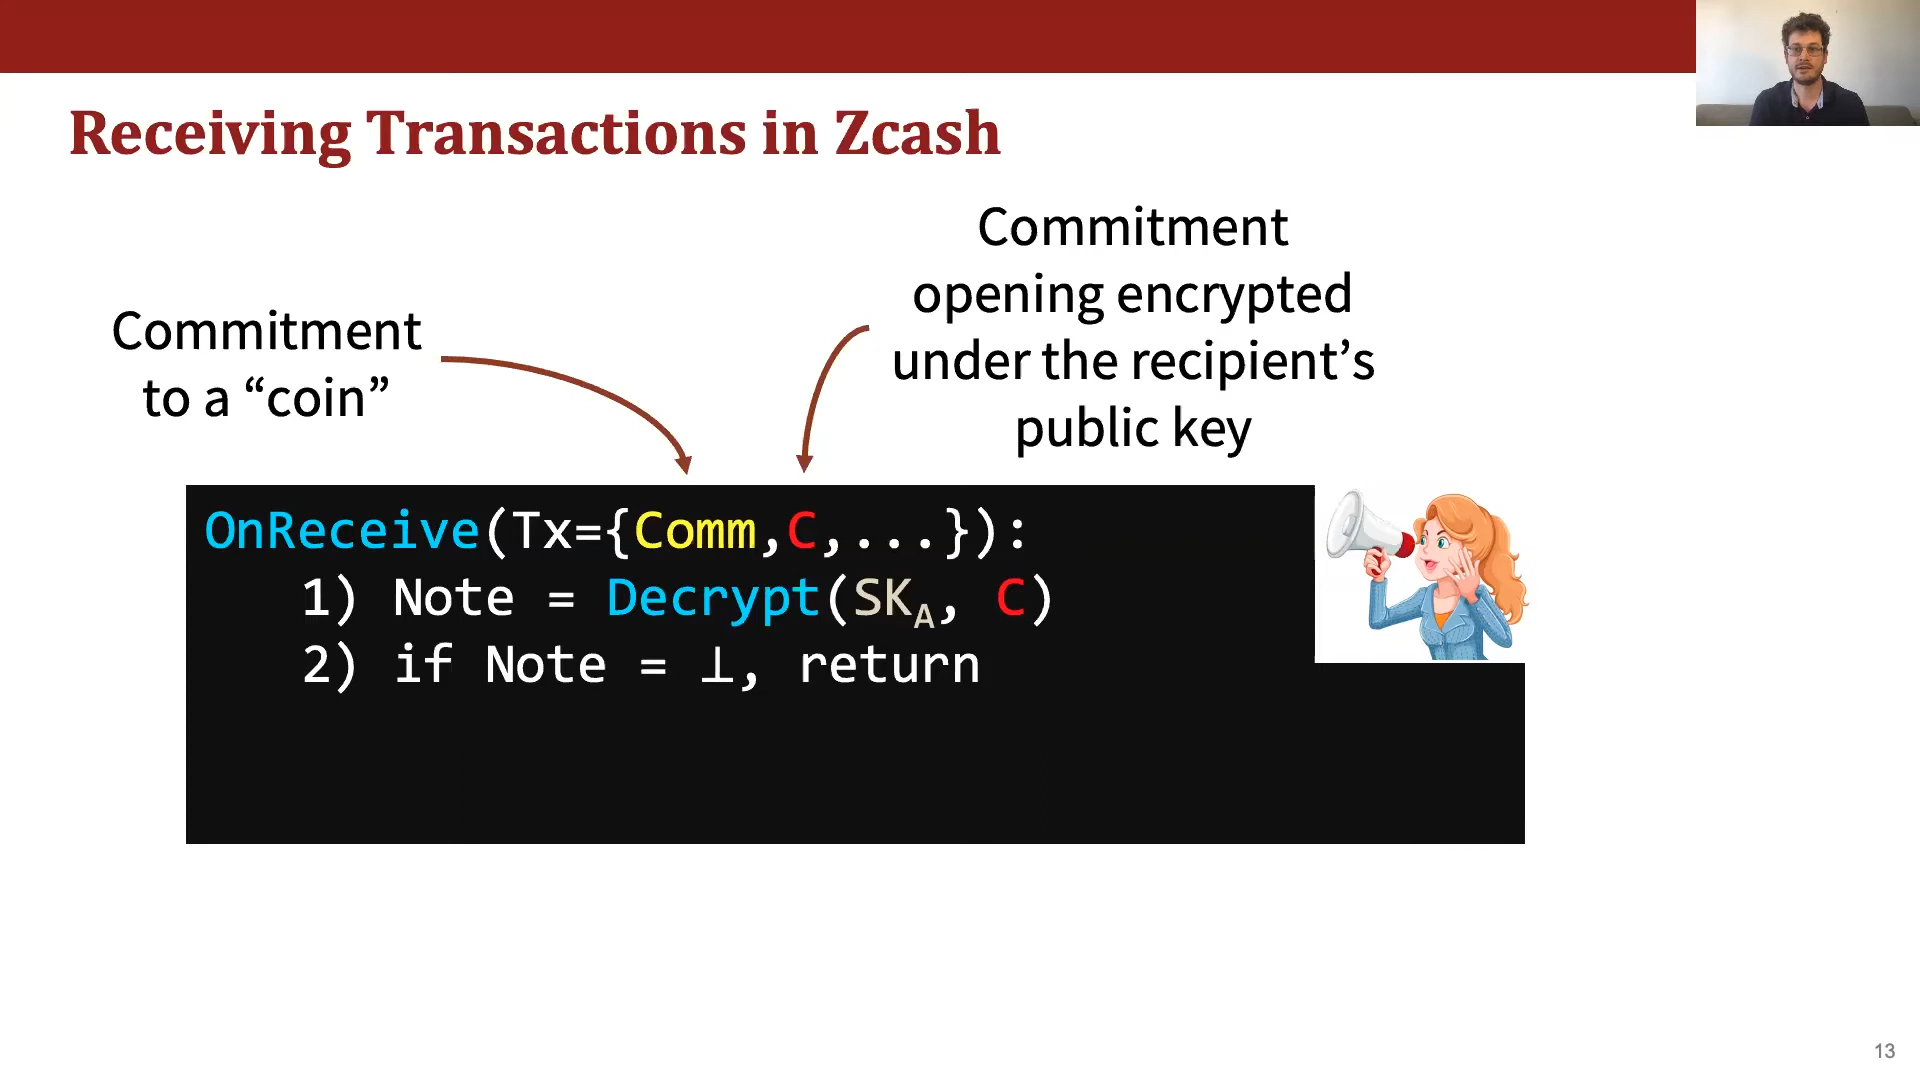 Receiving Transactions in Zcash
Commitment
to a “coin”
Commitment
opening encrypted
under the recipient’s
public key
OnReceive(Tx={Comm,C,...}):
1) Note = Decrypt(SK_A, C)
2) if Note = ⊥, return
13